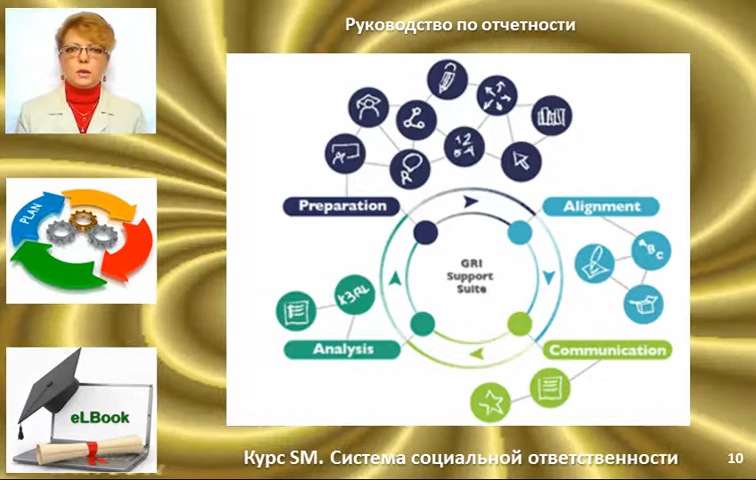 Руководство по отчетности
PLAN
eLBook
Preparation
Alignment
GRI
Support
Suite
Analysis
Communication
Курс SM. Система социальной ответственности
10